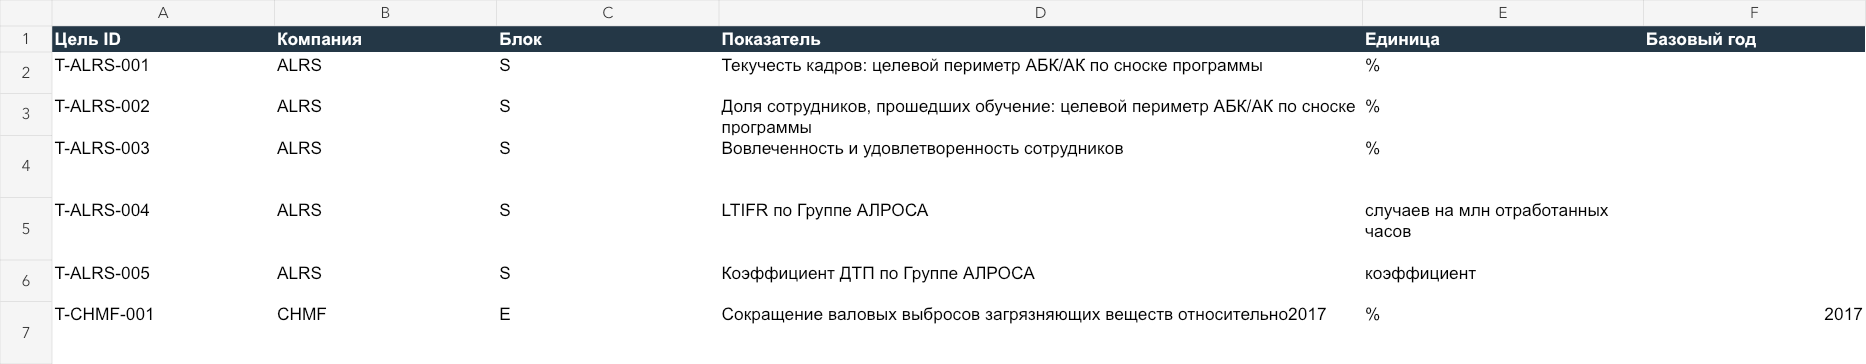 A B C D E F
1 Цель ID Компания Блок Показатель Единица Базовый год
2 T-ALRS-001 ALRS S Текучесть кадров: целевой периметр АБК/АК по сноске программы %
3 T-ALRS-002 ALRS S Доля сотрудников, прошедших обучение: целевой периметр АБК/АК по сноске %
программы
4 T-ALRS-003 ALRS S Вовлеченность и удовлетворенность сотрудников %
5 T-ALRS-004 ALRS S LTIFR по Группе АЛРОСА случаев на млн отработанных
часов
6 T-ALRS-005 ALRS S Коэффициент ДТП по Группе АЛРОСА коэффициент
7 T-CHMF-001 CHMF E Сокращение валовых выбросов загрязняющих веществ относительно2017 % 2017